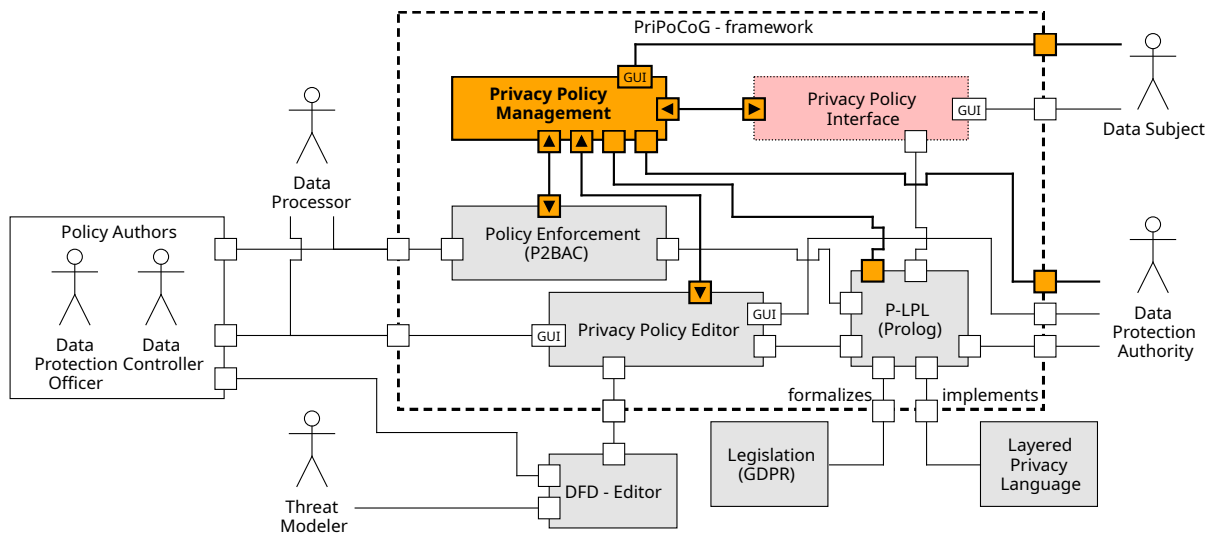 PriPoCoG - framework
GUI
Privacy Policy
Management
Privacy Policy
Interface
GUI
Data Subject
Data
Processor
Policy Authors
Data
Protection
Officer
Data
Controller
Policy Enforcement
(P2BAC)
GUI
Privacy Policy Editor
GUI
P-LPL
(Prolog)
Data
Protection
Authority
formalizes
implements
Threat
Modeler
DFD - Editor
Legislation
(GDPR)
Layered
Privacy
Language